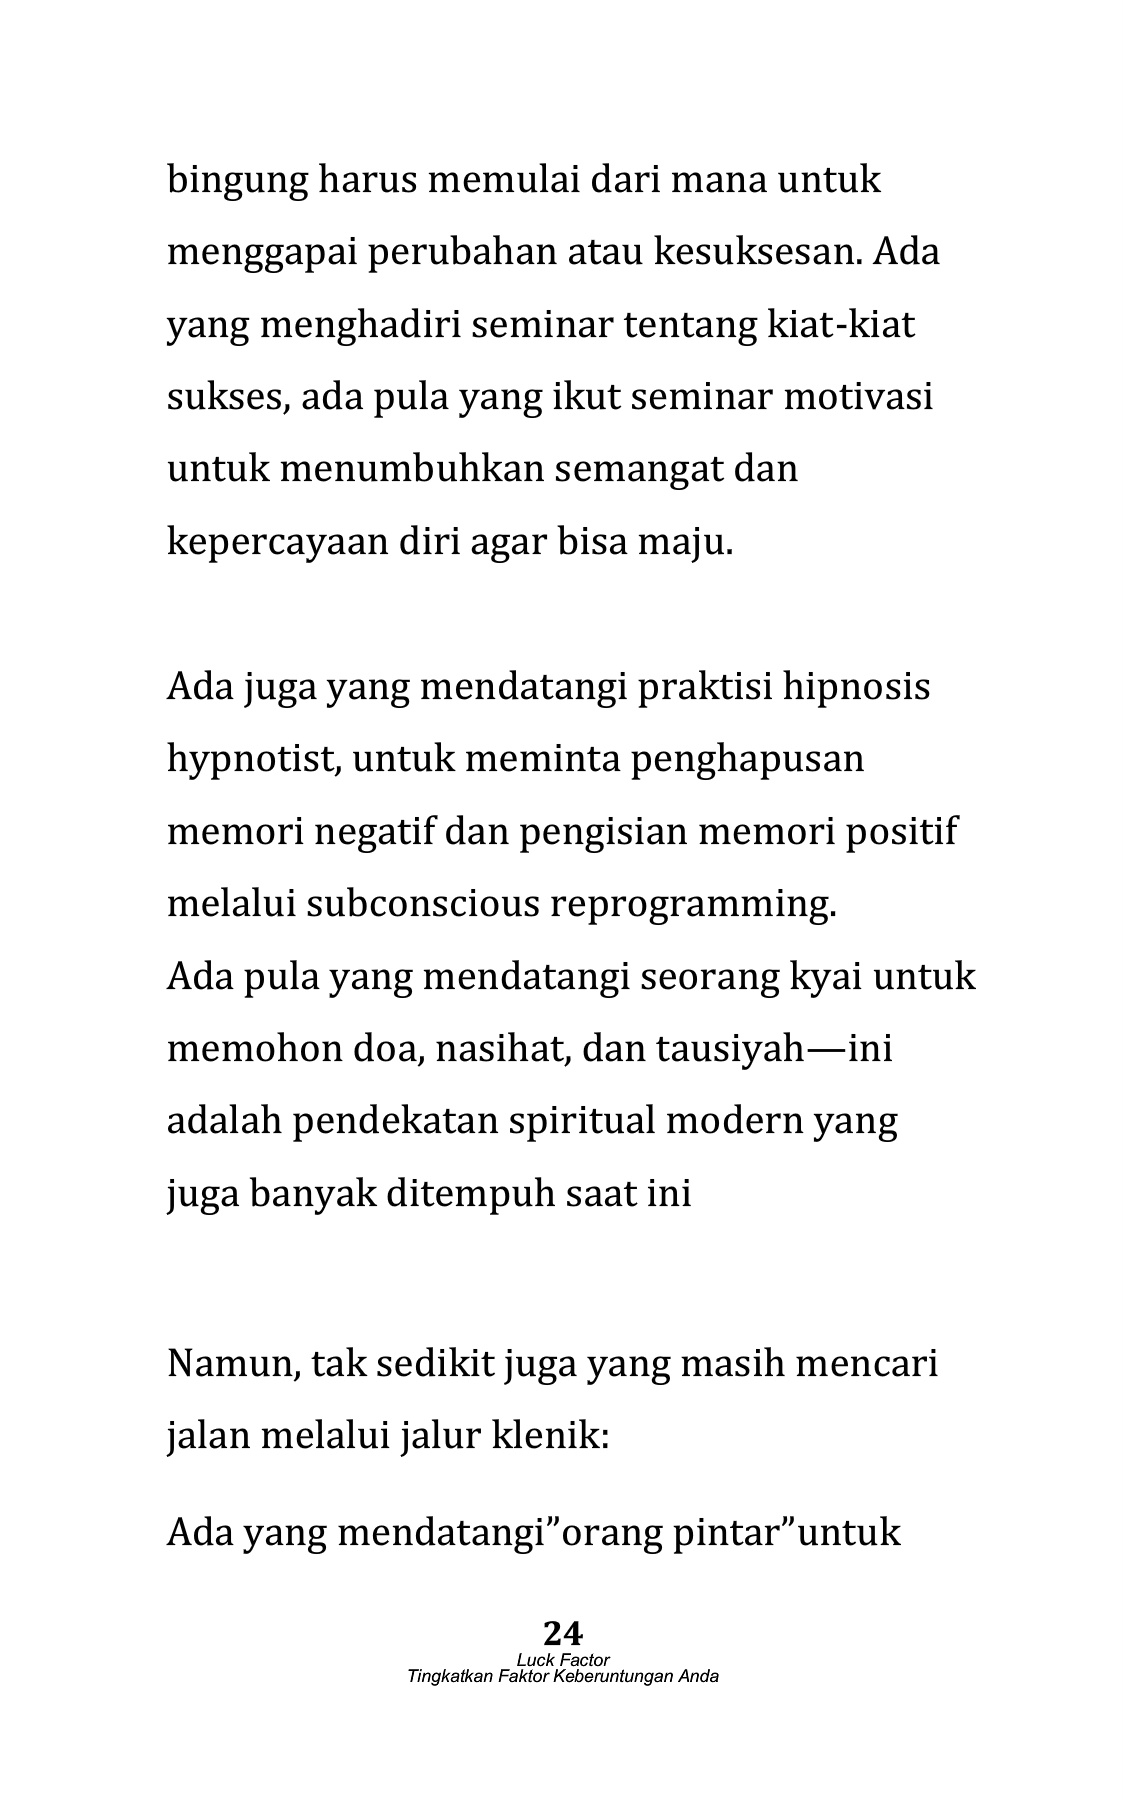 bingung harus memulai dari mana untuk
menggapai perubahan atau kesuksesan. Ada
yang menghadiri seminar tentang kiat-kiat
sukses, ada pula yang ikut seminar motivasi
untuk menumbuhkan semangat dan
kepercayaan diri agar bisa maju.
Ada juga yang mendatangi praktisi hipnosis
hypnotist, untuk meminta penghapusan
memori negatif dan pengisian memori positif
melalui subconscious reprogramming.
Ada pula yang mendatangi seorang kyai untuk
memohon doa, nasihat, dan tausiyah—ini
adalah pendekatan spiritual modern yang
juga banyak ditempuh saat ini
Namun, tak sedikit juga yang masih mencari
jalan melalui jalur klenik:
Ada yang mendatangi”orang pintar”untuk
24
Luck Factor
Tingkatkan Faktor Keberuntungan Anda